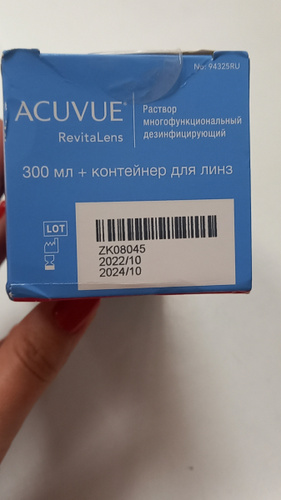 No: 94325RU
ACUVUE®
RevitaLens
Раствор
многофункциональный
дезинфицирующий
300 мл + контейнер для линз
LOT
ZK08045
2022/10
2024/10